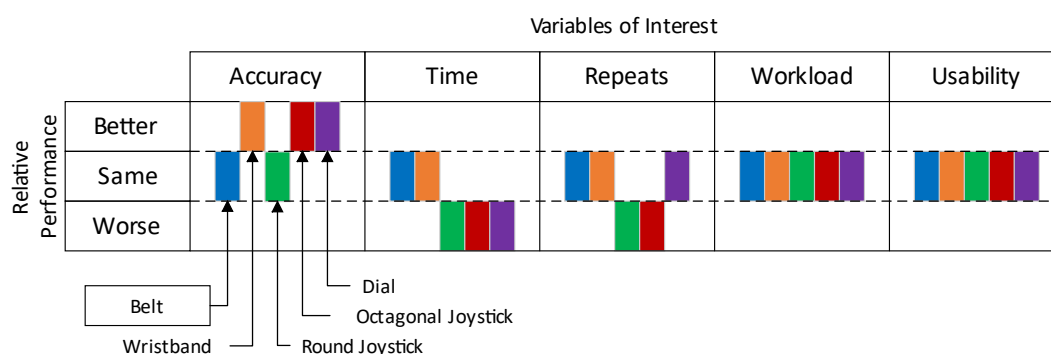 Variables of Interest
Accuracy Time Repeats Workload Usability
Relative
Performance
Better
Same
Worse
Belt
Dial
Octagonal Joystick
Wristband
Round Joystick